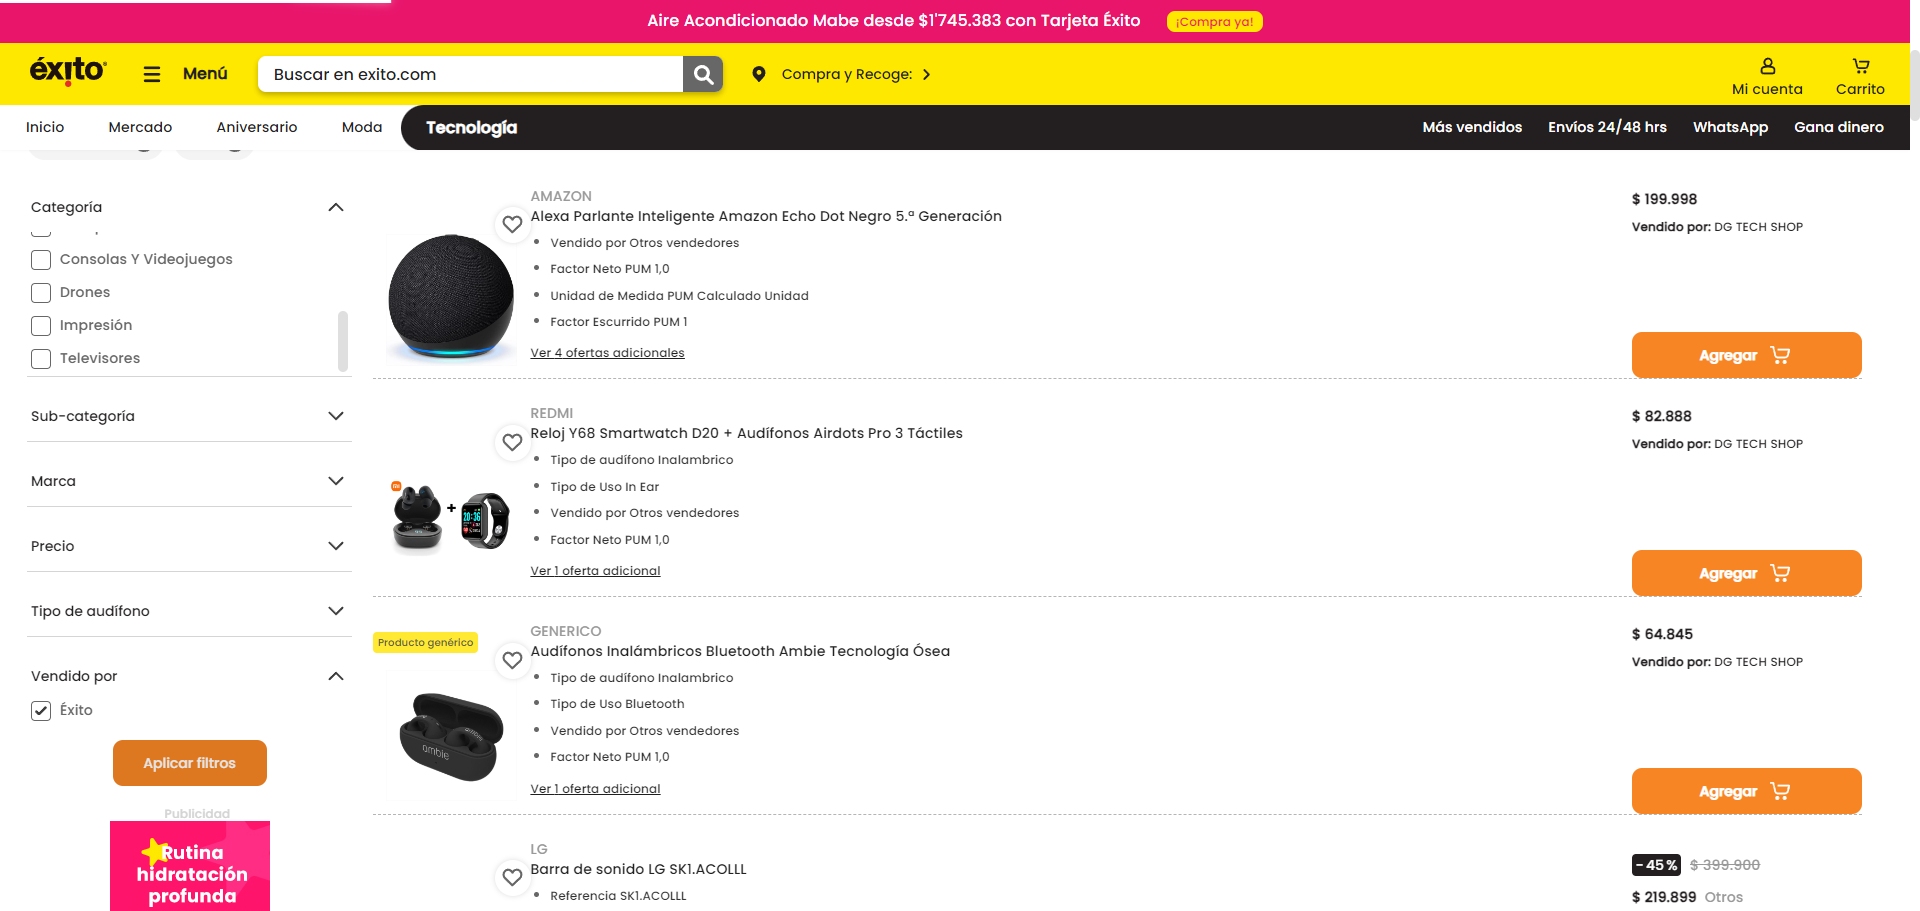 Aire Acondicionado Mabe desde $1'745.383 con Tarjeta Éxito
¡Compra ya!
éxito
Menú
Buscar en exito.com
Compra y Recoge:
Mi cuenta
Carrito
Inicio
Mercado
Aniversario
Moda
Tecnología
Más vendidos
Envíos 24/48 hrs
WhatsApp
Gana dinero
Categoría
Consolas Y Videojuegos
Drones
Impresión
Televisores
Sub-categoría
Marca
Precio
Tipo de audífono
Vendido por
Éxito
Aplicar filtros
Publicidad
Rutina
hidratación
profunda
AMAZON
Alexa Parlante Inteligente Amazon Echo Dot Negro 5.ª Generación
Vendido por Otros vendedores
Factor Neto PUM 1,0
Unidad de Medida PUM Calculado Unidad
Factor Escurrido PUM 1
Ver 4 ofertas adicionales
$ 199.998
Vendido por: DG TECH SHOP
Agregar
REDMI
Reloj Y68 Smartwatch D20 + Audífonos Airdots Pro 3 Táctiles
Tipo de audífono Inalambrico
Tipo de Uso In Ear
Vendido por Otros vendedores
Factor Neto PUM 1,0
Ver 1 oferta adicional
$ 82.888
Vendido por: DG TECH SHOP
Agregar
Producto genérico
ambie
GENERICO
Audífonos Inalámbricos Bluetooth Ambie Tecnología Ósea
Tipo de audífono Inalambrico
Tipo de Uso Bluetooth
Vendido por Otros vendedores
Factor Neto PUM 1,0
Ver 1 oferta adicional
$ 64.845
Vendido por: DG TECH SHOP
Agregar
LG
Barra de sonido LG SK1.ACOLLL
Referencia SK1.ACOLLL
-45% $ 399.900
$ 219.899 Otros